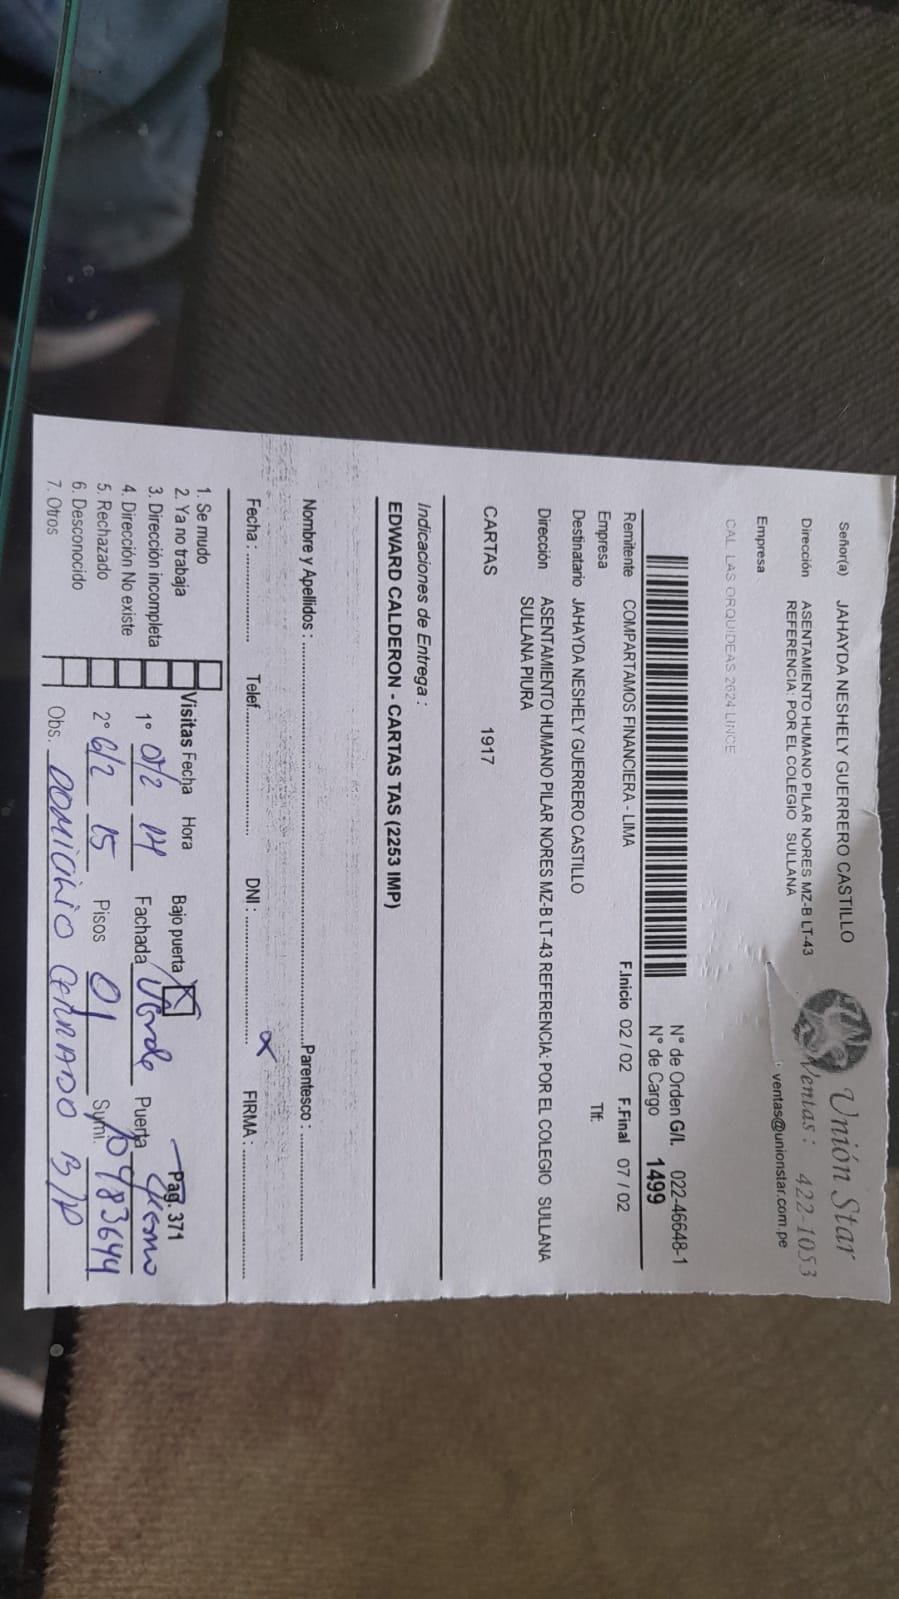 Señor(a) JAHAYDA NESHELY GUERRERO CASTILLO
Dirección ASENTAMIENTO HUMANO PILAR NORES MZ-B LT-43
REFERENCIA: POR EL COLEGIO SULLANA
Empresa
CAL LAS ORQUIDEAS 2624 LINCE
Unión Star
Ventas: 422-1053
ventas@unionstar.com.pe
N° de Orden G/I. 022-46648-1
N° de Cargo 1499
Remitente COMPARTAMOS FINANCIERA - LIMA F.Inicio 02 / 02 F.Final 07 / 02
Empresa Tlf:
Destinatario JAHAYDA NESHELY GUERRERO CASTILLO
Dirección ASENTAMIENTO HUMANO PILAR NORES MZ-B LT-43 REFERENCIA: POR EL COLEGIO SULLANA
SULLANA PIURA
CARTAS 1917
Indicaciones de Entrega :
EDWARD CALDERON - CARTAS TAS (2253 IMP)
Nombre y Apellidos : Parentesco :
Fecha : Telef. DNI : FIRMA :
1. Se mudo
2. Ya no trabaja
3. Dirección incompleta
4. Dirección No existe
5. Rechazado
6. Desconocido
7. Otros
Visitas Fecha Hora Bajo puerta Pag. 371
1° 14 Fachada Verde Puerta
2° 6/2 15 Pisos 01 Sumi.
Obs. DOMICILIO CERRADO B/P